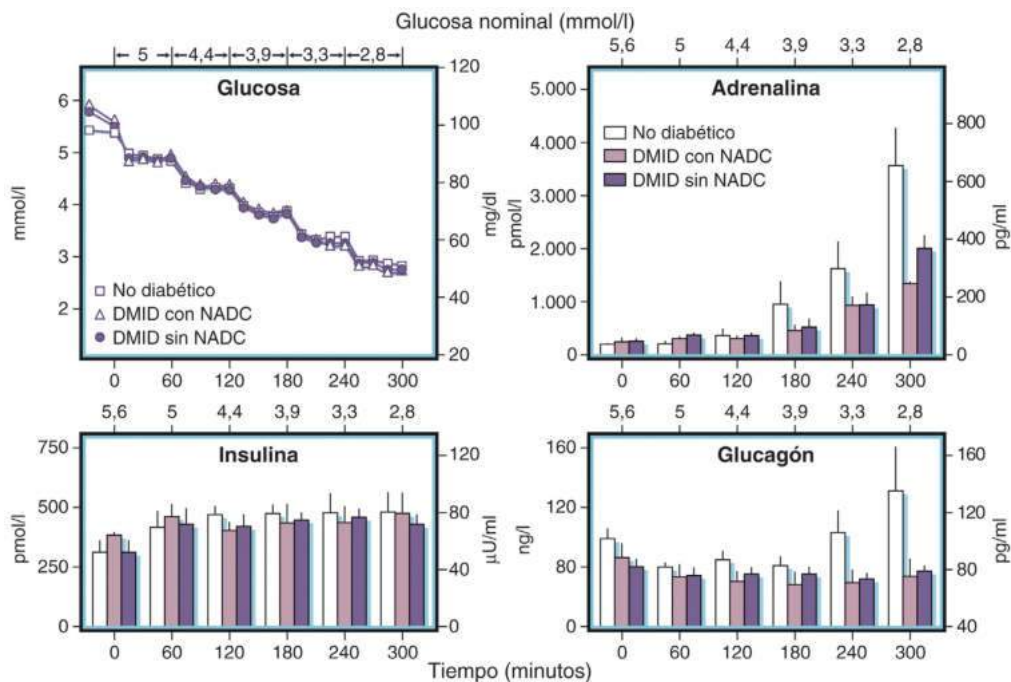 Glucosa nominal (mmol/l)
5 4,4 3,9 3,3 2,8
Glucosa
6
5
4
3
2
mmol/l
120
100
80
60
40
20
mg/dl
No diabético
DMID con NADC
DMID sin NADC
0 60 120 180 240 300
5,6 5 4,4 3,9 3,3 2,8
Adrenalina
5.000
4.000
3.000
2.000
1.000
0
pmol/l
800
600
400
200
0
pg/ml
No diabético
DMID con NADC
DMID sin NADC
0 60 120 180 240 300
5,6 5 4,4 3,9 3,3 2,8
Insulina
750
500
250
0
pmol/l
120
80
40
0
μU/ml
0 60 120 180 240 300
5,6 5 4,4 3,9 3,3 2,8
Glucagón
160
120
80
0
ng/l
160
120
80
40
pg/ml
0 60 120 180 240 300
Tiempo (minutos)